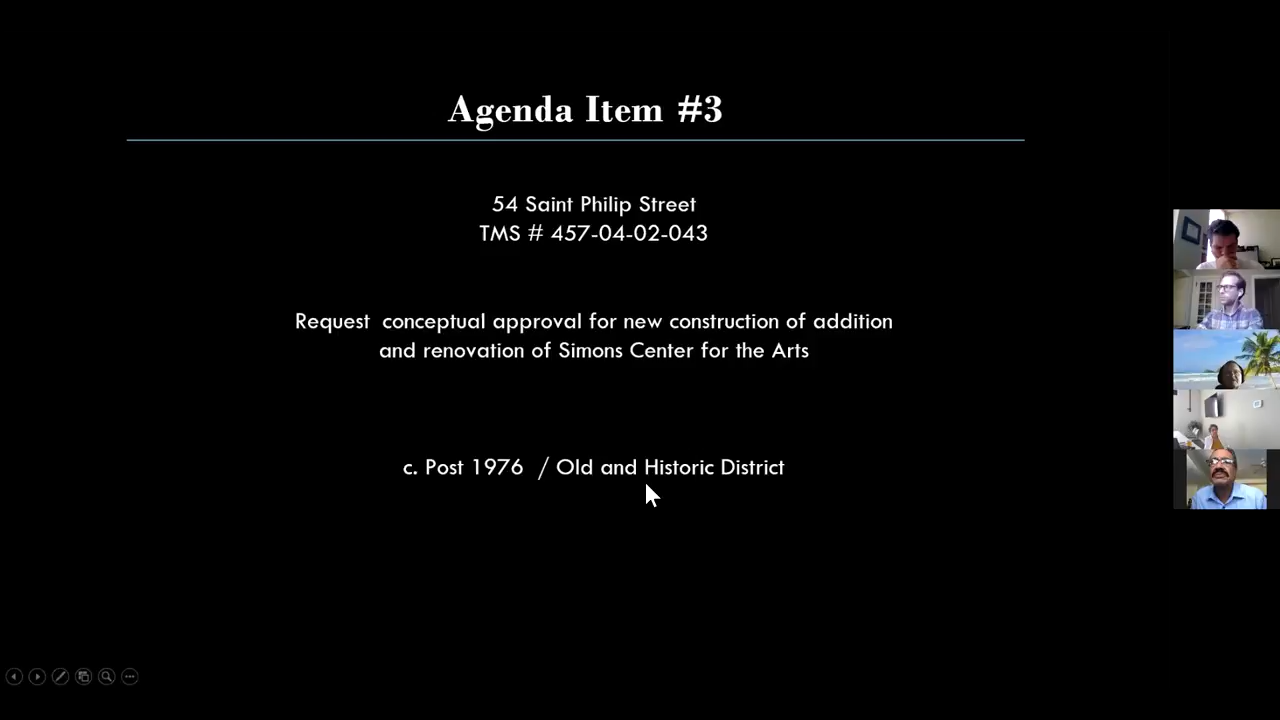 Agenda Item #3
54 Saint Philip Street
TMS # 457-04-02-043
Request conceptual approval for new construction of addition
and renovation of Simons Center for the Arts
c. Post 1976 / Old and Historic District